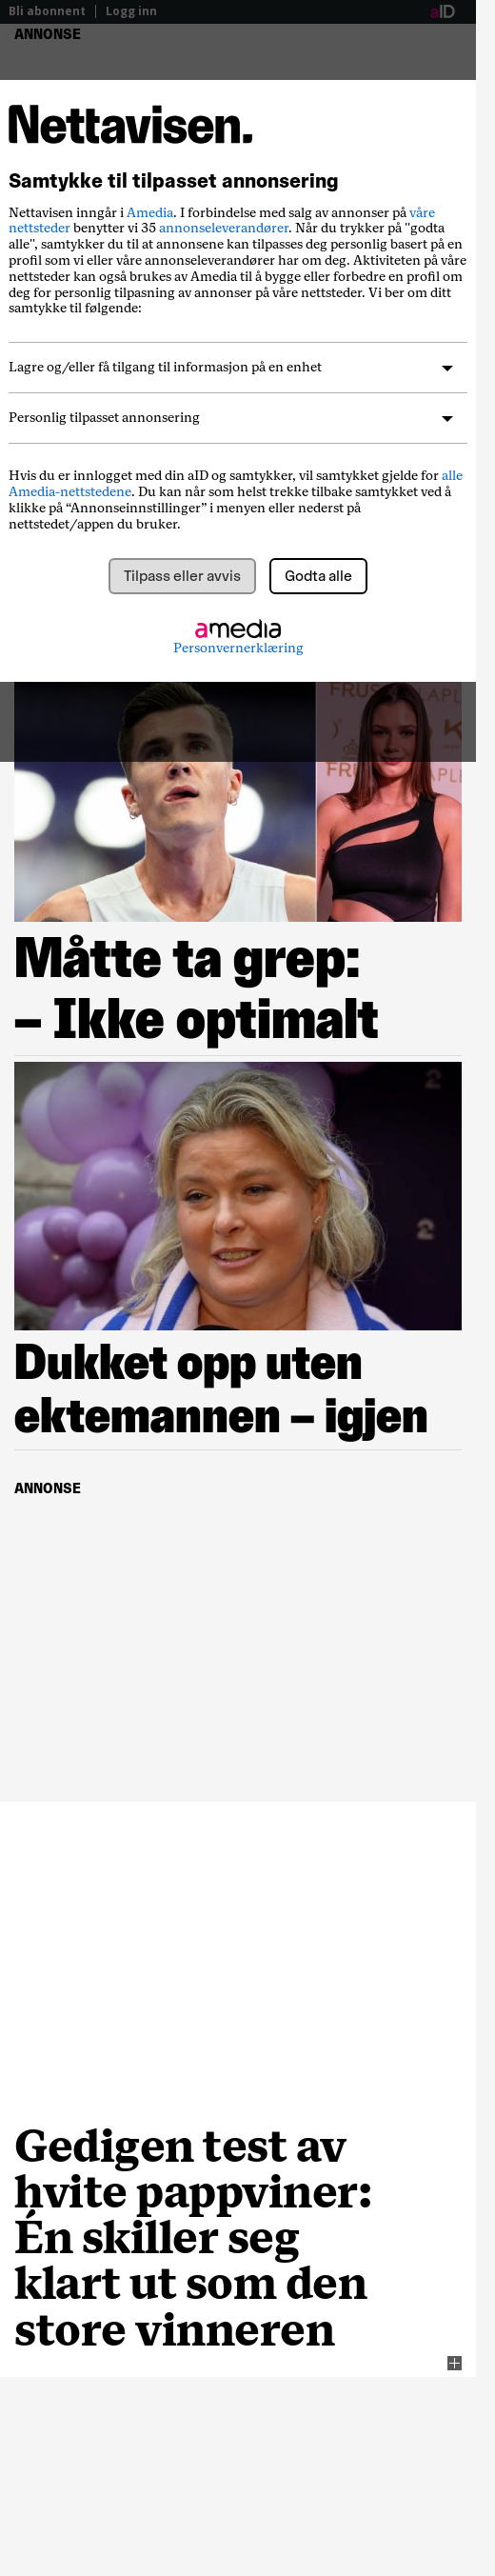 Bli abonnent | Logg inn
aID
ANNONSE
Nettavisen.
Samtykke til tilpasset annonsering
Nettavisen inngår i Amedia. I forbindelse med salg av annonser på våre
nettsteder benytter vi 35 annonseleverandører. Når du trykker på "godta
alle", samtykker du til at annonsene kan tilpasses deg personlig basert på en
profil som vi eller våre annonseleverandører har om deg. Aktiviteten på våre
nettsteder kan også brukes av Amedia til å bygge eller forbedre en profil om
deg for personlig tilpasning av annonser på våre nettsteder. Vi ber om ditt
samtykke til følgende:
Lagre og/eller få tilgang til informasjon på en enhet
Personlig tilpasset annonsering
Hvis du er innlogget med din aID og samtykker, vil samtykket gjelde for alle
Amedia-nettstedene. Du kan når som helst trekke tilbake samtykket ved å
klikke på “Annonseinnstillinger” i menyen eller nederst på
nettstedet/appen du bruker.
Tilpass eller avvis
Godta alle
amedia
Personvernerklæring
Måtte ta grep:
– Ikke optimalt
Dukket opp uten
ektemannen – igjen
ANNONSE
Gedigen test av
hvite pappviner:
Én skiller seg
klart ut som den
store vinneren